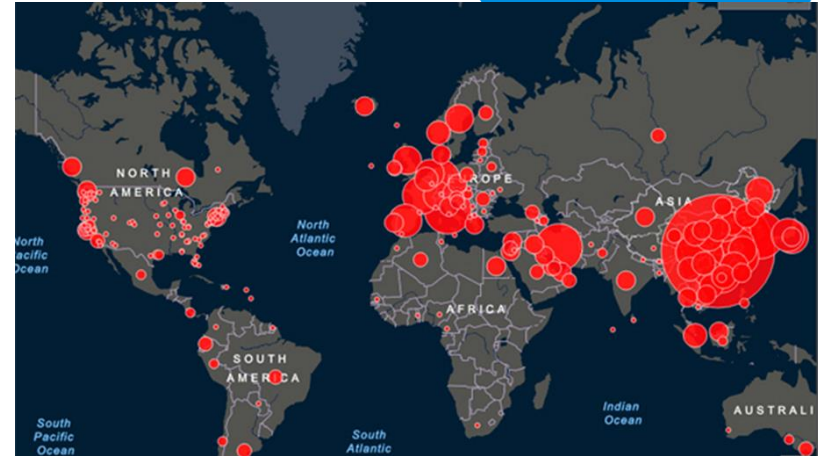 NORTH
AMERICA
ROPE
ASIA
North
Atlantic
Ocean
North
acific
Ocean
AFRICA
SOUTH
AMERICA
Indian
Ocean
AUSTRALI
South
Pacific
Ocean
South
Atlantic